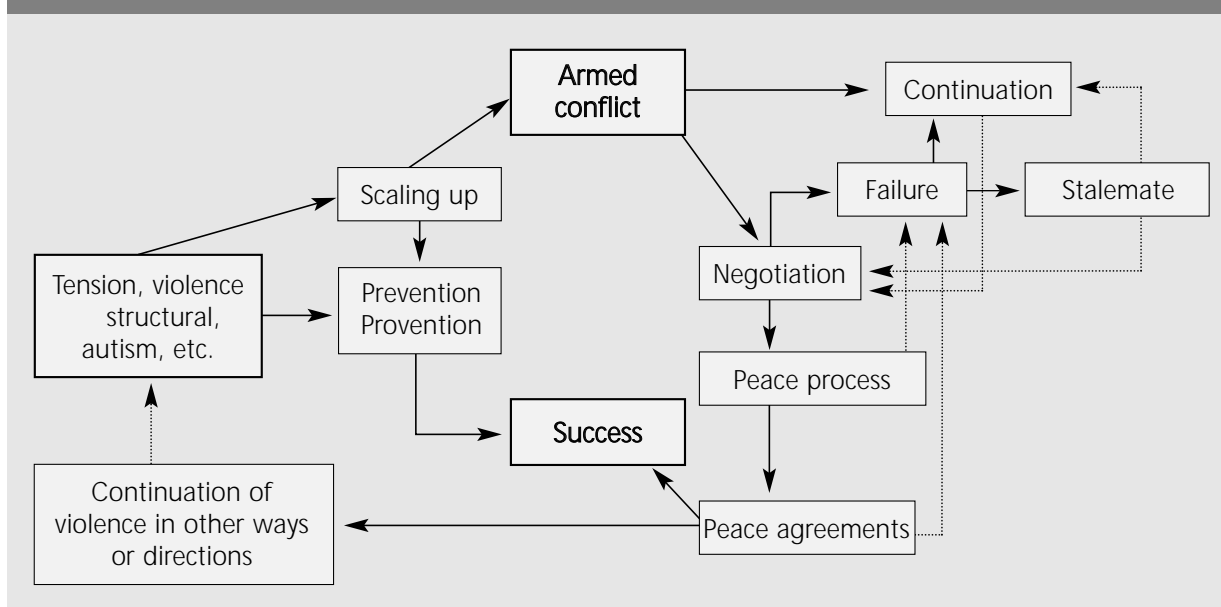 Armed
conflict
Continuation
Scaling up
Failure
Stalemate
Tension, violence
structural,
autism, etc.
Prevention
Provention
Negotiation
Peace process
Success
Continuation of
violence in other ways
or directions
Peace agreements